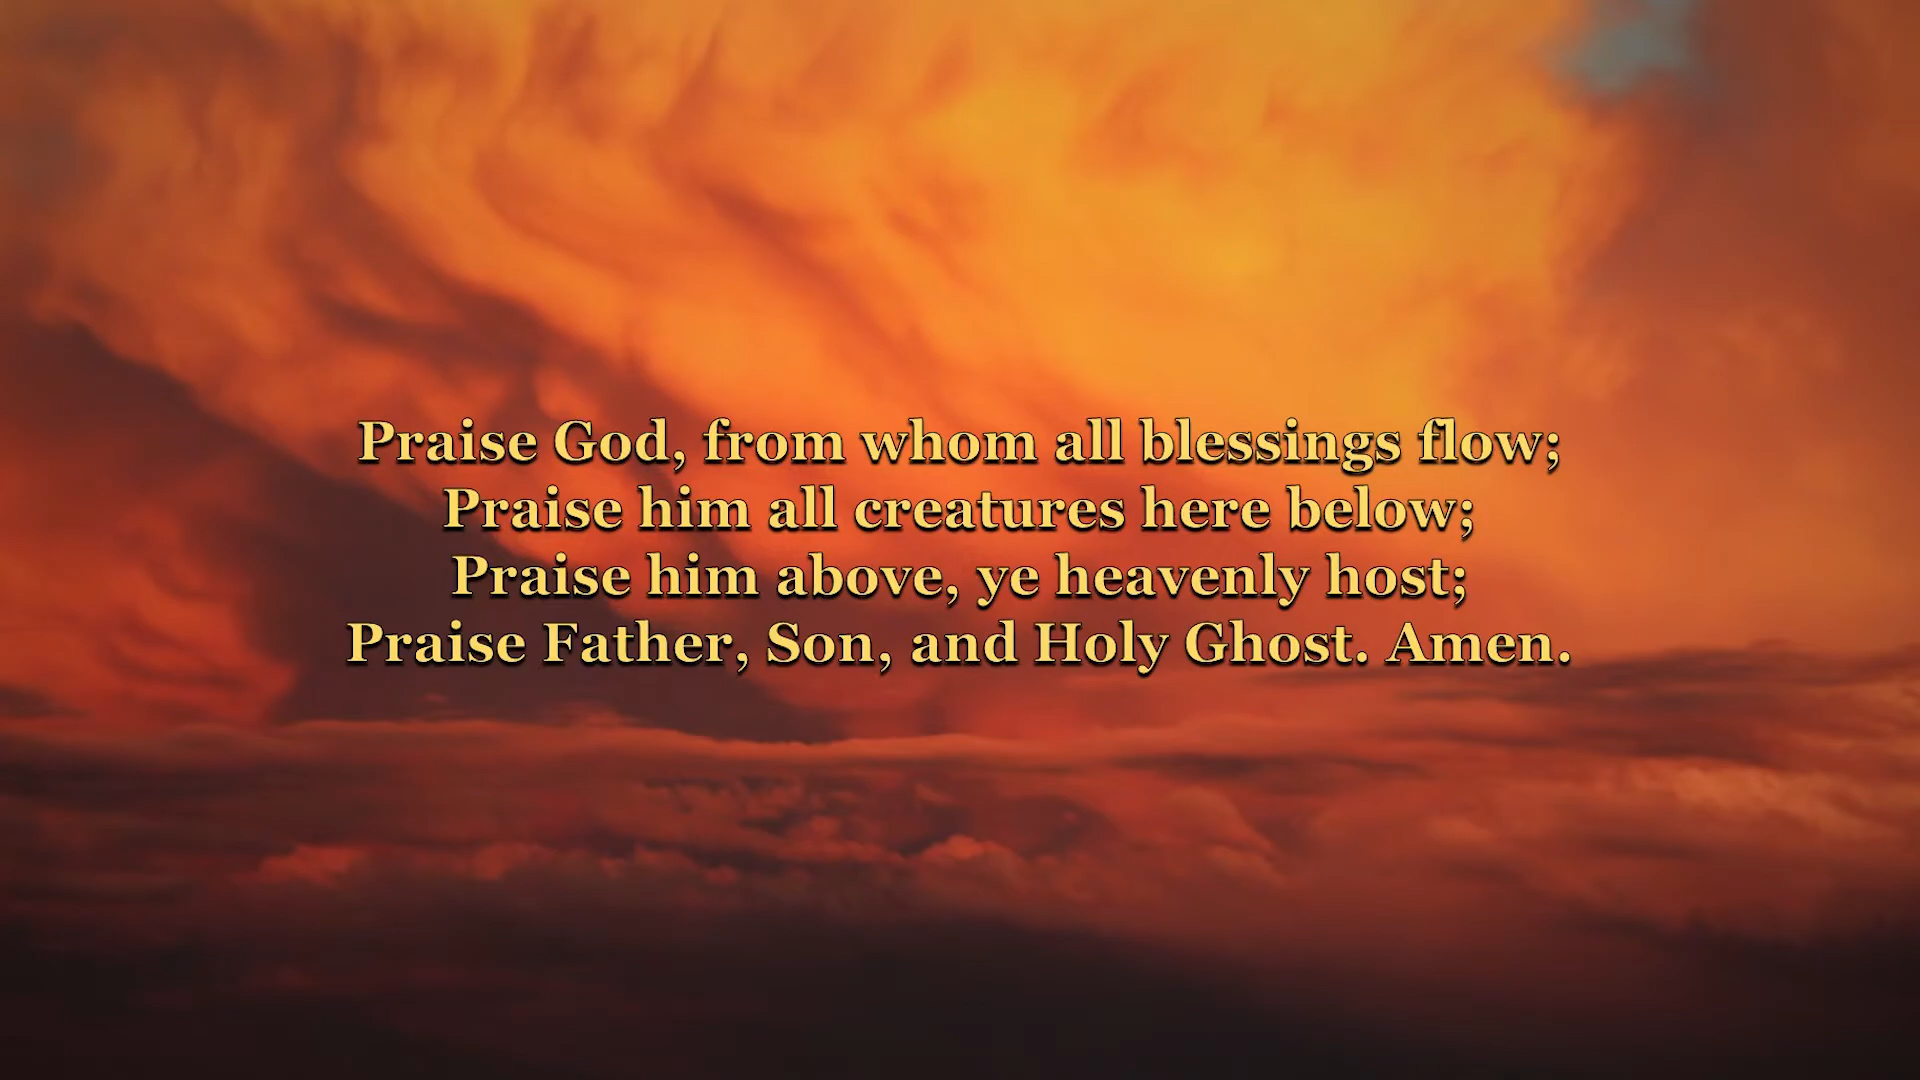 Praise God, from whom all blessings flow;
Praise him all creatures here below;
Praise him above, ye heavenly host;
Praise Father, Son, and Holy Ghost. Amen.